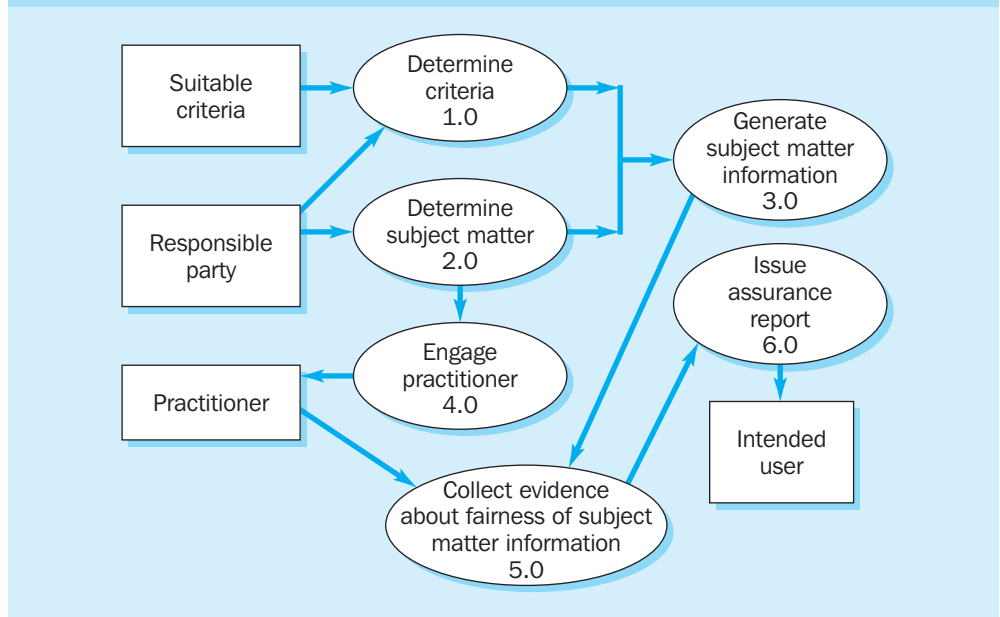 Suitable
criteria
Determine
criteria
1.0
Generate
subject matter
information
3.0
Responsible
party
Determine
subject matter
2.0
Issue
assurance
report
6.0
Practitioner
Engage
practitioner
4.0
Intended
user
Collect evidence
about fairness of subject
matter information
5.0